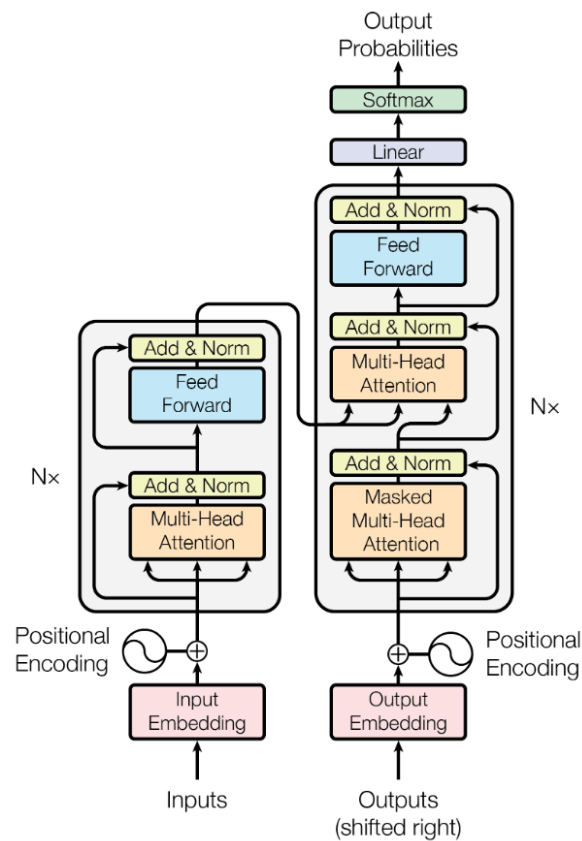 Output
Probabilities
Softmax
Linear
Add & Norm
Feed
Forward
Add & Norm
Multi-Head
Attention
Add & Norm
Masked
Multi-Head
Attention
N×
Add & Norm
Feed
Forward
Add & Norm
Multi-Head
Attention
N×
Positional
Encoding
Positional
Encoding
Input
Embedding
Output
Embedding
Inputs
Outputs
(shifted right)